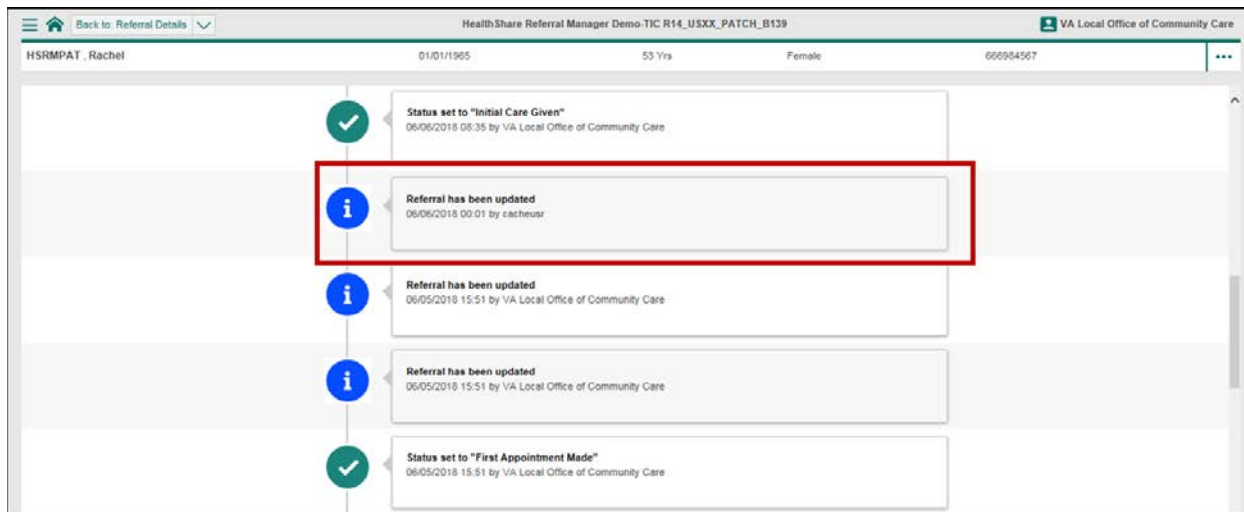 Back to: Referral Details
HealthShare Referral Manager Demo-TIC R14_USXX_PATCH_B139
VA Local Office of Community Care
HSRMPAT , Rachel 01/01/1965 53 Yrs Female 666984567
Status set to "Initial Care Given"
06/06/2018 08:35 by VA Local Office of Community Care
Referral has been updated
06/06/2018 00:01 by cacheusr
Referral has been updated
06/05/2018 15:51 by VA Local Office of Community Care
Referral has been updated
06/05/2018 15:51 by VA Local Office of Community Care
Status set to "First Appointment Made"
06/05/2018 15:51 by VA Local Office of Community Care